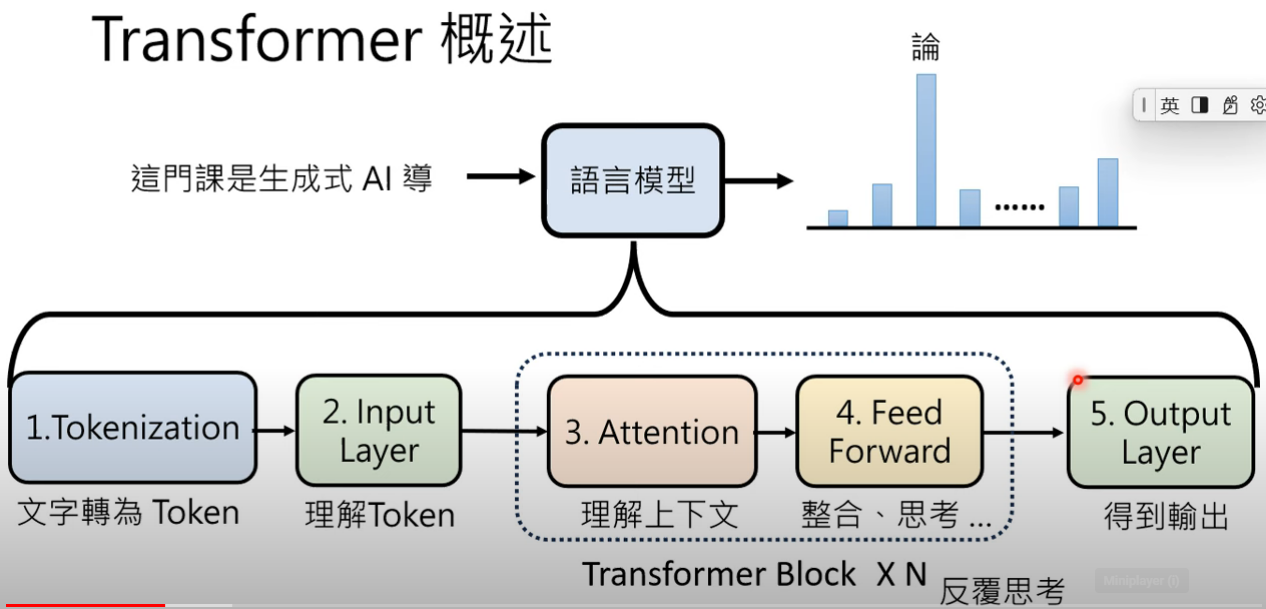 Transformer 概述
論
英
這門課是生成式 AI 導
語言模型
......
1.Tokenization
2. Input
Layer
3. Attention
4. Feed
Forward
5. Output
Layer
文字轉為 Token
理解Token
理解上下文
整合、思考 ...
得到輸出
Transformer Block X N
反覆思考
Miniplayer (i)